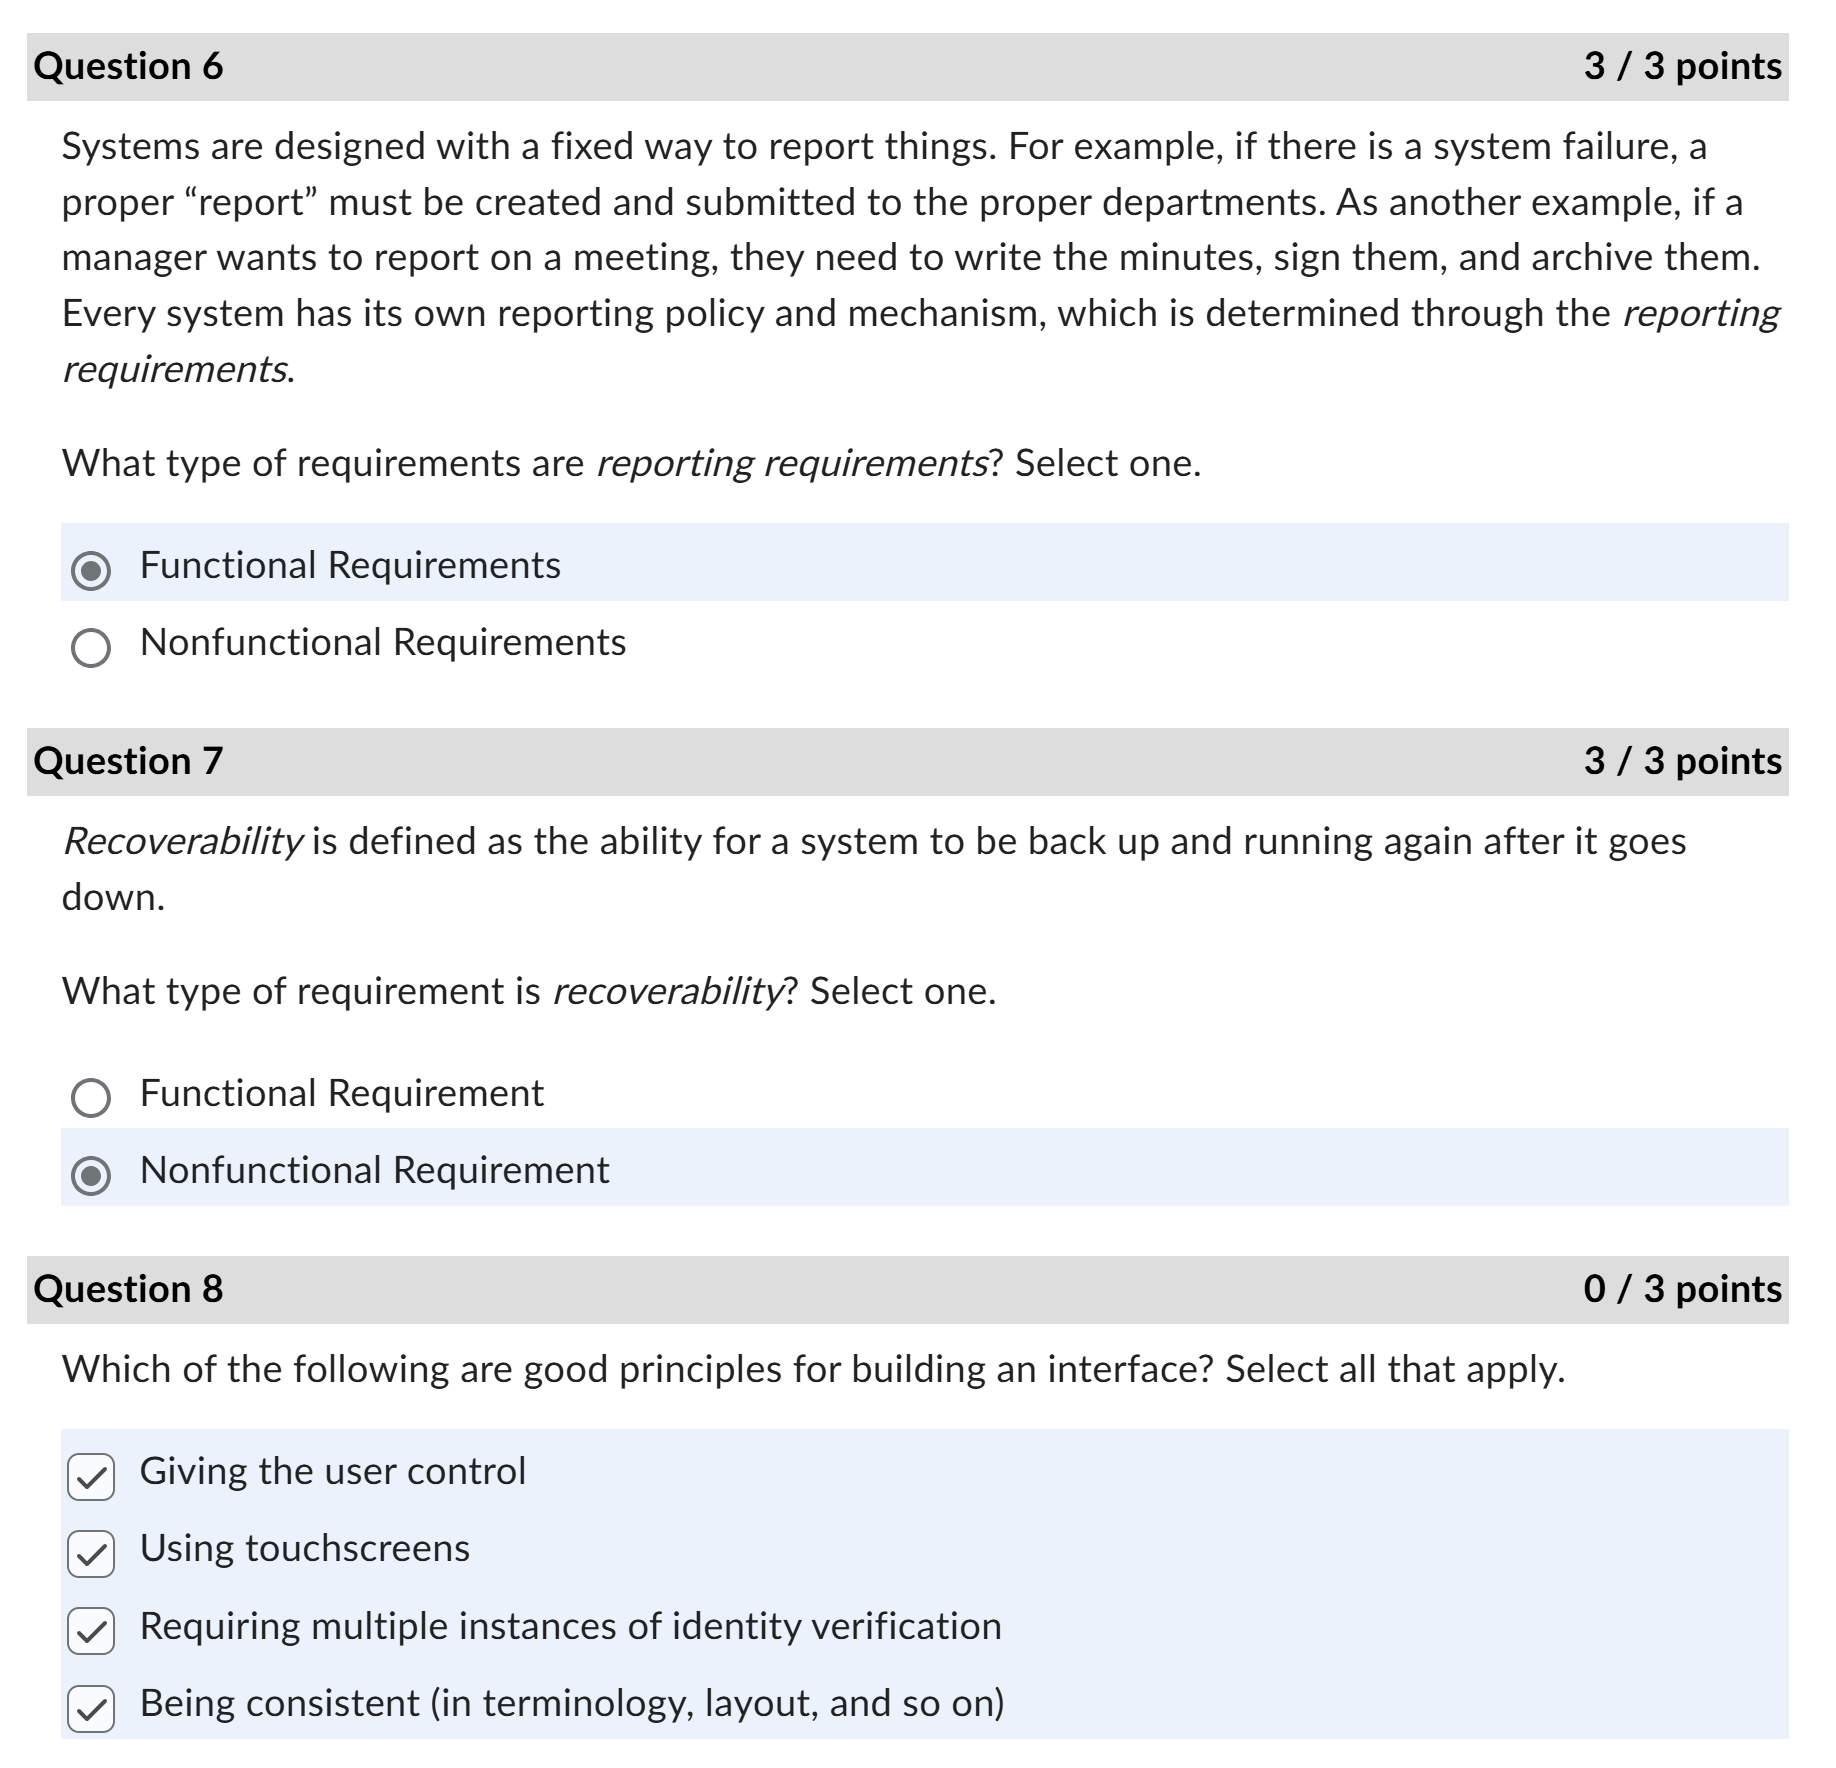 Question 6 3 / 3 points
Systems are designed with a fixed way to report things. For example, if there is a system failure, a
proper “report” must be created and submitted to the proper departments. As another example, if a
manager wants to report on a meeting, they need to write the minutes, sign them, and archive them.
Every system has its own reporting policy and mechanism, which is determined through the reporting
requirements.
What type of requirements are reporting requirements? Select one.
Functional Requirements
Nonfunctional Requirements
Question 7 3 / 3 points
Recoverability is defined as the ability for a system to be back up and running again after it goes
down.
What type of requirement is recoverability? Select one.
Functional Requirement
Nonfunctional Requirement
Question 8 0 / 3 points
Which of the following are good principles for building an interface? Select all that apply.
Giving the user control
Using touchscreens
Requiring multiple instances of identity verification
Being consistent (in terminology, layout, and so on)